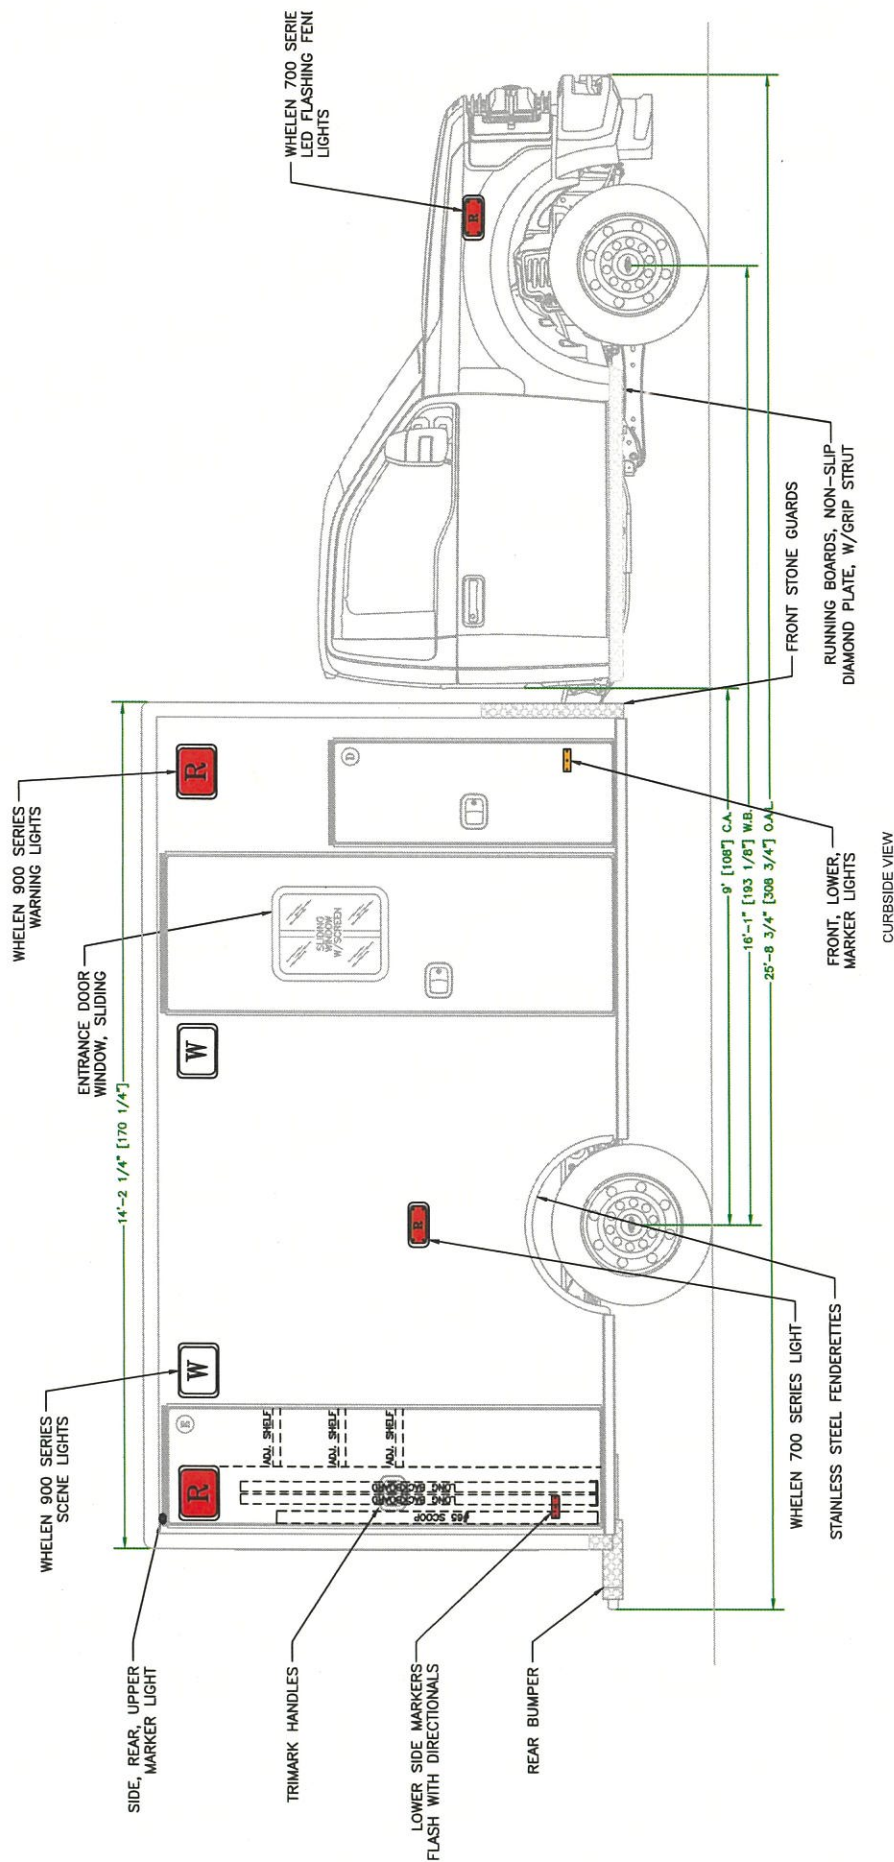 WHELEN 700 SERIE
LED FLASHING FEN
LIGHTS
WHELEN 900 SERIES
WARNING LIGHTS
ENTRANCE DOOR
WINDOW, SLIDING
WHELEN 900 SERIES
SCENE LIGHTS
SIDE, REAR, UPPER
MARKER LIGHT
14'-2 1/4" [170 1/4"]
R
W
W
R
R
R
E
D
ADJ. SHELF
ADJ. SHELF
ADJ. SHELF
#65 SCOOP
SLIDING
WINDOW
W/SCREEN
TRIMARK HANDLES
LOWER SIDE MARKERS
FLASH WITH DIRECTIONALS
REAR BUMPER
WHELEN 700 SERIES LIGHT
STAINLESS STEEL FENDERETTES
FRONT STONE GUARDS
RUNNING BOARDS, NON-SLIP
DIAMOND PLATE, W/GRIP STRUT
FRONT, LOWER,
MARKER LIGHTS
9' [108"] C.A.
16'-1" [193 1/8"] W.B.
25'-8 3/4" [308 3/4"] O.A.L.
CURBSIDE VIEW